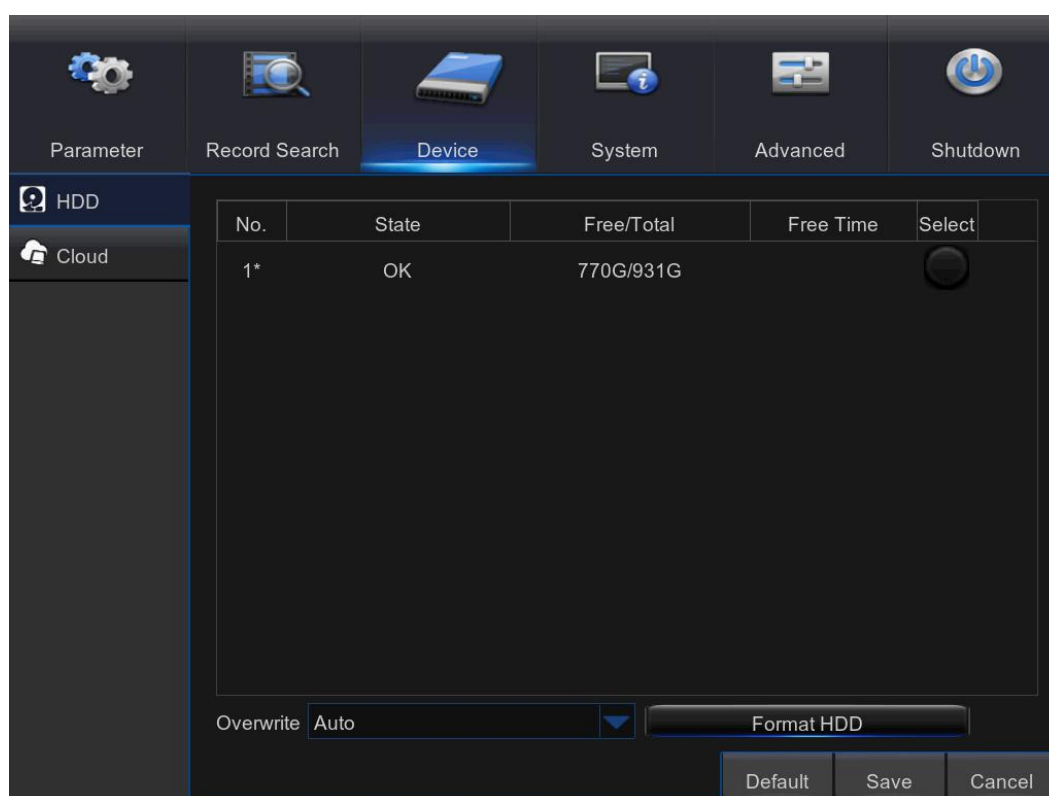 Parameter Record Search Device System Advanced Shutdown
HDD
Cloud
No. State Free/Total Free Time Select
1* OK 770G/931G
Overwrite Auto Format HDD
Default Save Cancel